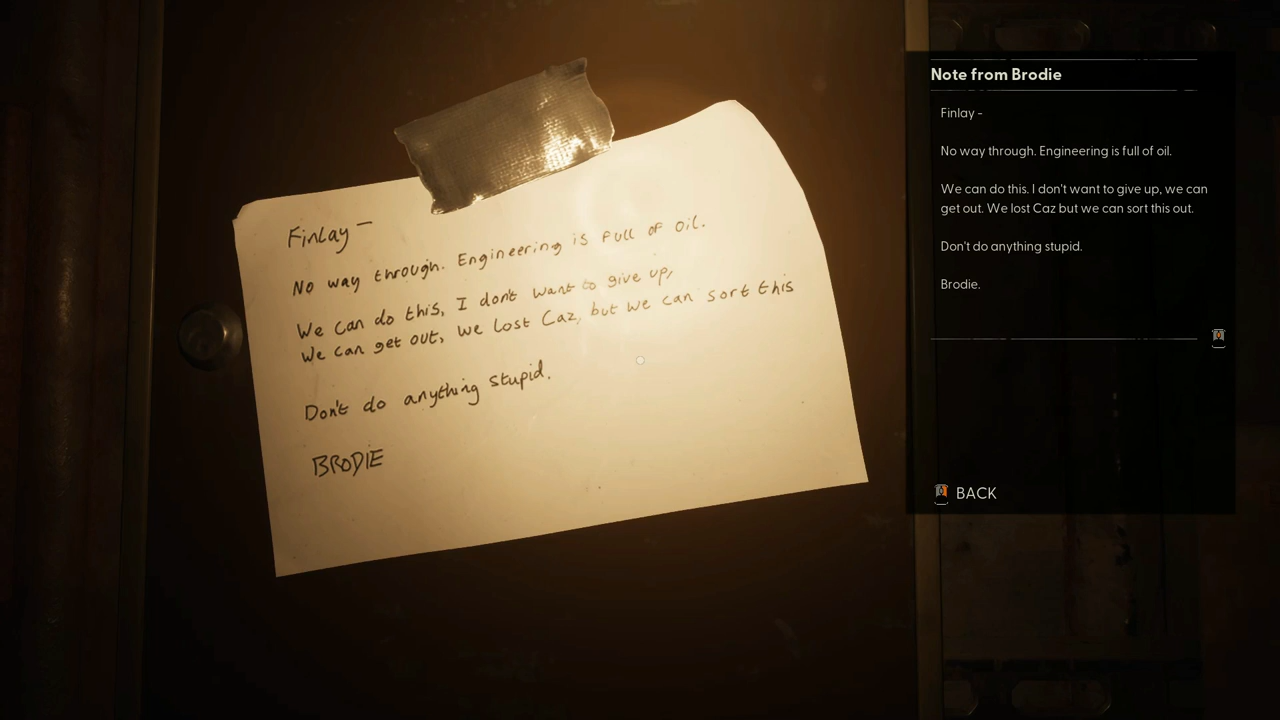 Finlay –
No way through. Engineering is full of oil.
We can do this, I don't want to give up,
We can get out, we lost Caz, but we can sort this
Don't do anything stupid.
BRODIE
Note from Brodie
Finlay -
No way through. Engineering is full of oil.
We can do this. I don't want to give up, we can
get out. We lost Caz but we can sort this out.
Don't do anything stupid.
Brodie.
BACK